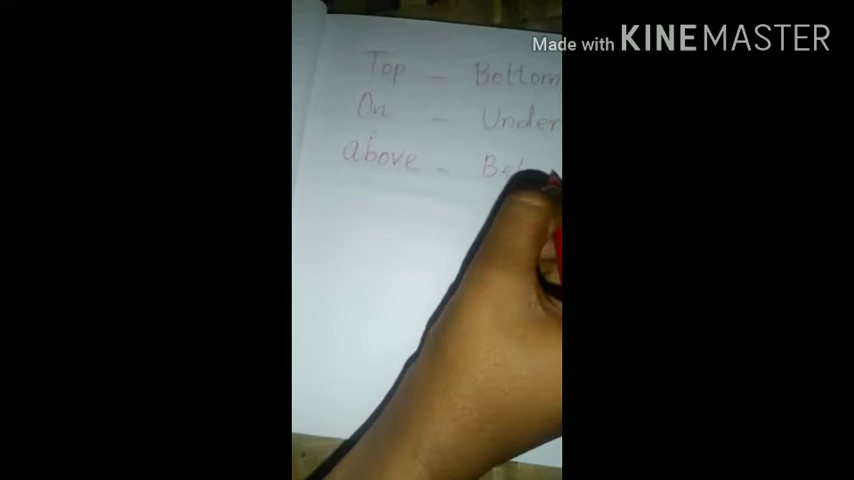 Made with KINEMASTER
Top - Bottom
On - Under
above -